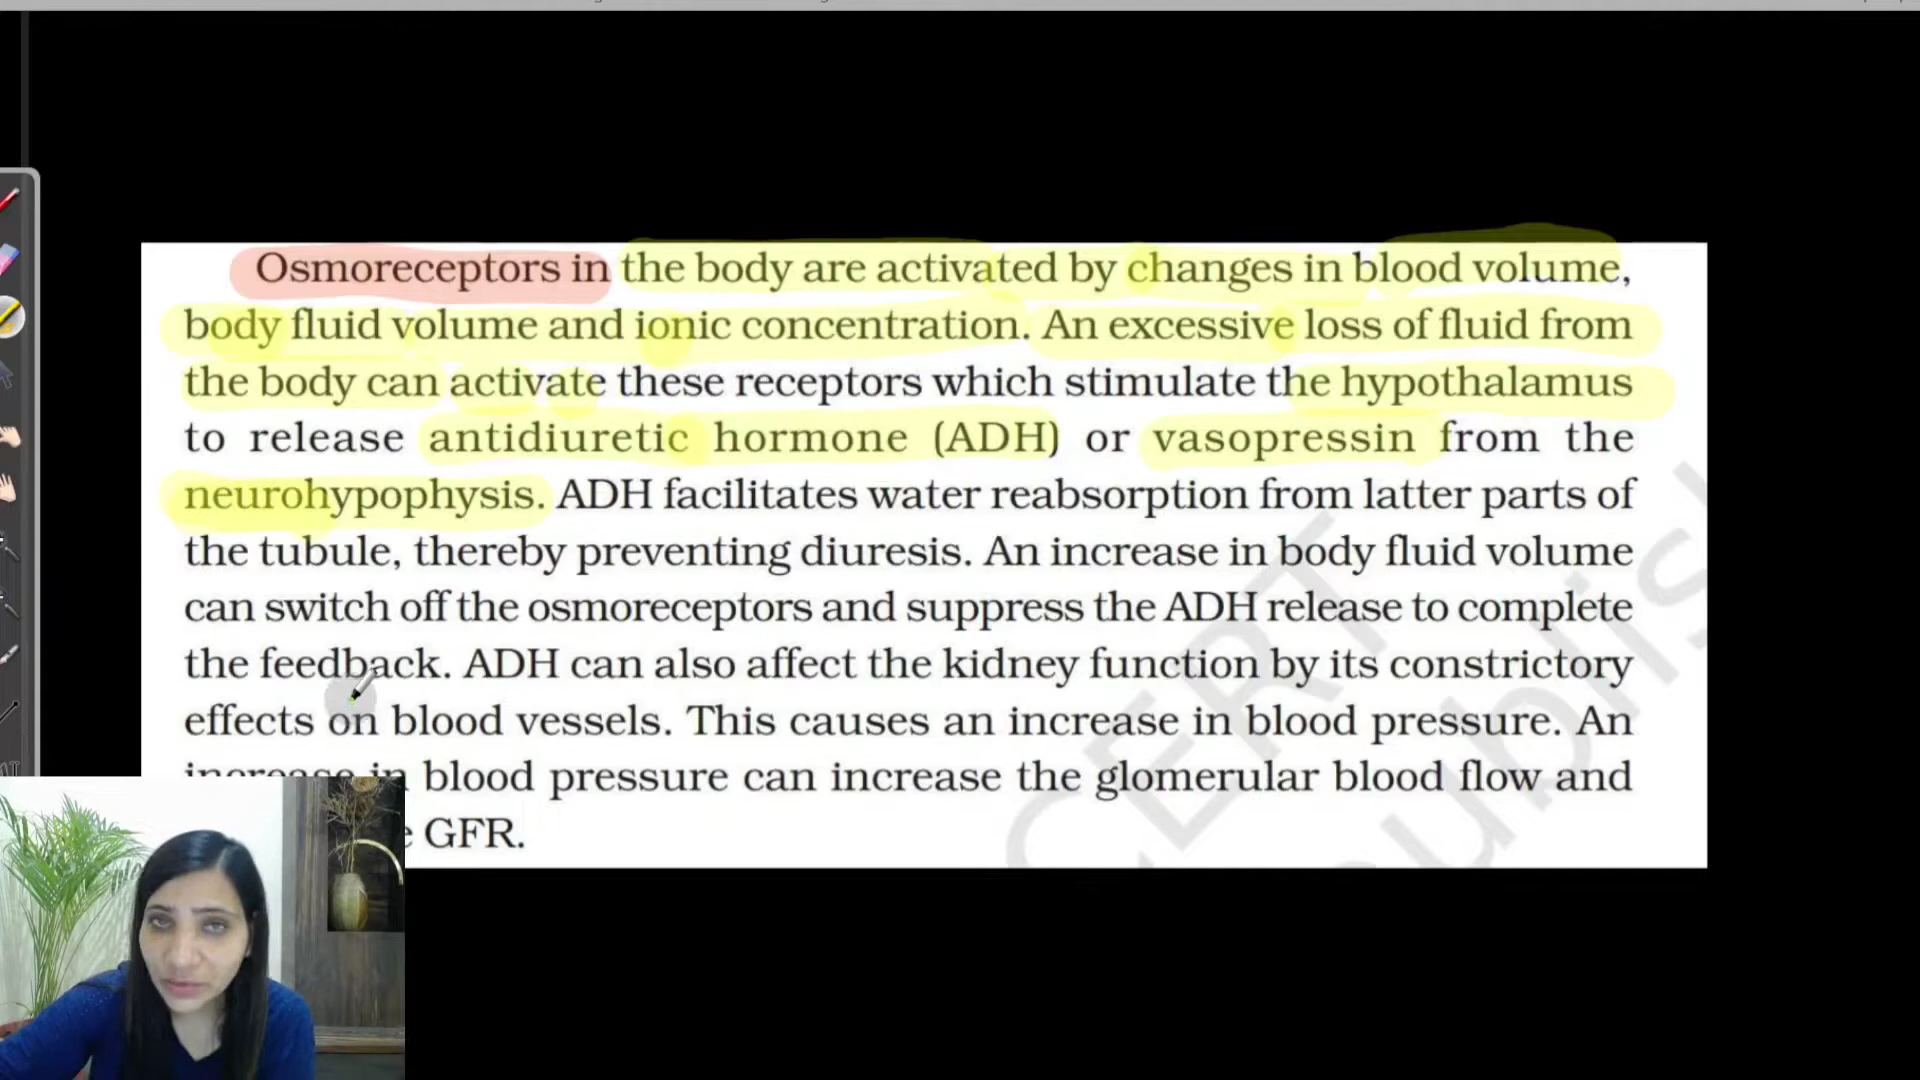 Osmoreceptors in the body are activated by changes in blood volume,
body fluid volume and ionic concentration. An excessive loss of fluid from
the body can activate these receptors which stimulate the hypothalamus
to release antidiuretic hormone (ADH) or vasopressin from the
neurohypophysis. ADH facilitates water reabsorption from latter parts of
the tubule, thereby preventing diuresis. An increase in body fluid volume
can switch off the osmoreceptors and suppress the ADH release to complete
the feedback. ADH can also affect the kidney function by its constrictory
effects on blood vessels. This causes an increase in blood pressure. An
increase in blood pressure can increase the glomerular blood flow and
GFR.